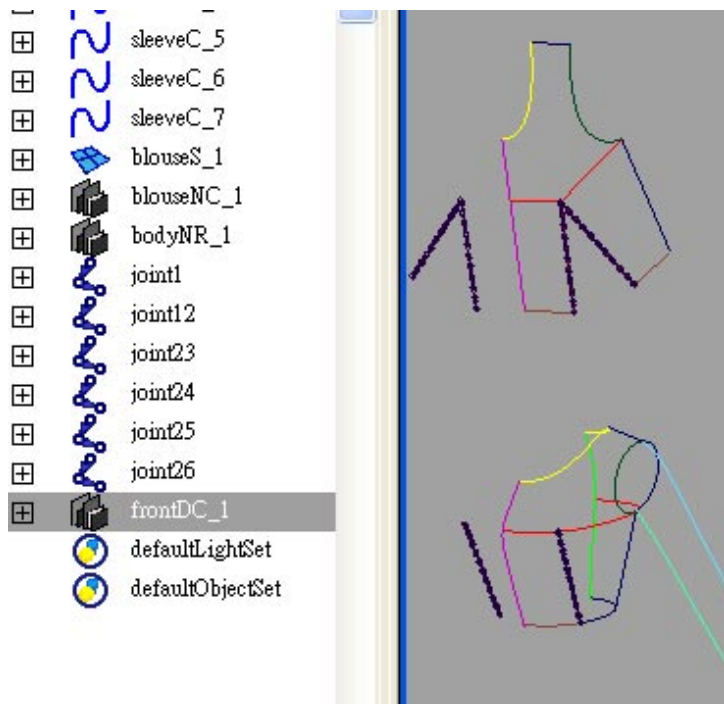 sleeveC_5
sleeveC_6
sleeveC_7
blouseS_1
blouseNC_1
bodyNR_1
joint1
joint12
joint23
joint24
joint25
joint26
frontDC_1
defaultLightSet
defaultObjectSet